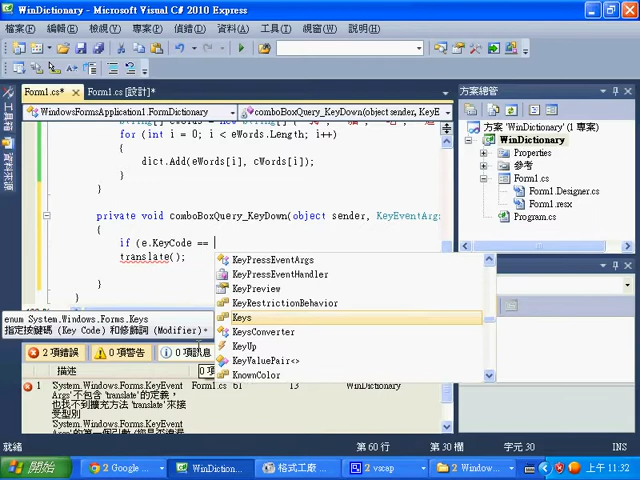 WinDictionary - Microsoft Visual C# 2010 Express
檔案(F) 編輯(E) 檢視(V) 專案(P) 偵錯(D) 資料(A) 工具(T) 視窗(W) 說明(H)
Form1.cs* Form1.cs [設計]*
方案總管
WindowsFormsApplication1.FormDictionary
comboBoxQuery_KeyDown(object sender, KeyE
工具箱
資料來源
方案 'WinDictionary' (1 專案)
WinDictionary
Properties
參考
Form1.cs
Form1.Designer.cs
Form1.resx
Program.cs
for (int i = 0; i < eWords.Length; i++)
{
dict.Add(eWords[i], cWords[i]);
}
}
private void comboBoxQuery_KeyDown(object sender, KeyEventArgs
{
if (e.KeyCode ==
translate();
}
}
KeyPressEventArgs
KeyPressEventHandler
KeyPreview
KeyRestrictionBehavior
Keys
KeysConverter
KeyUp
KeyValuePair<>
KnownColor
enum System.Windows.Forms.Keys
指定按鍵碼 (Key Code) 和修飾詞 (Modifier)。
2 項錯誤 0 項警告 0 項訊息
描述
1 'System.Windows.Forms.KeyEvent
Args' 不包含 'translate' 的定義，
也找不到擴充方法 'translate' 來接
受型別
'System.Windows.Forms.KeyEvent
Form1.cs 61 13 WinDictionary
就緒 第 60 行 第 30 欄 字元 30 INS
開始 2 Google ... WinDiction... 格式工廠 ... 2 vscap 2 Window... 上午 11:32